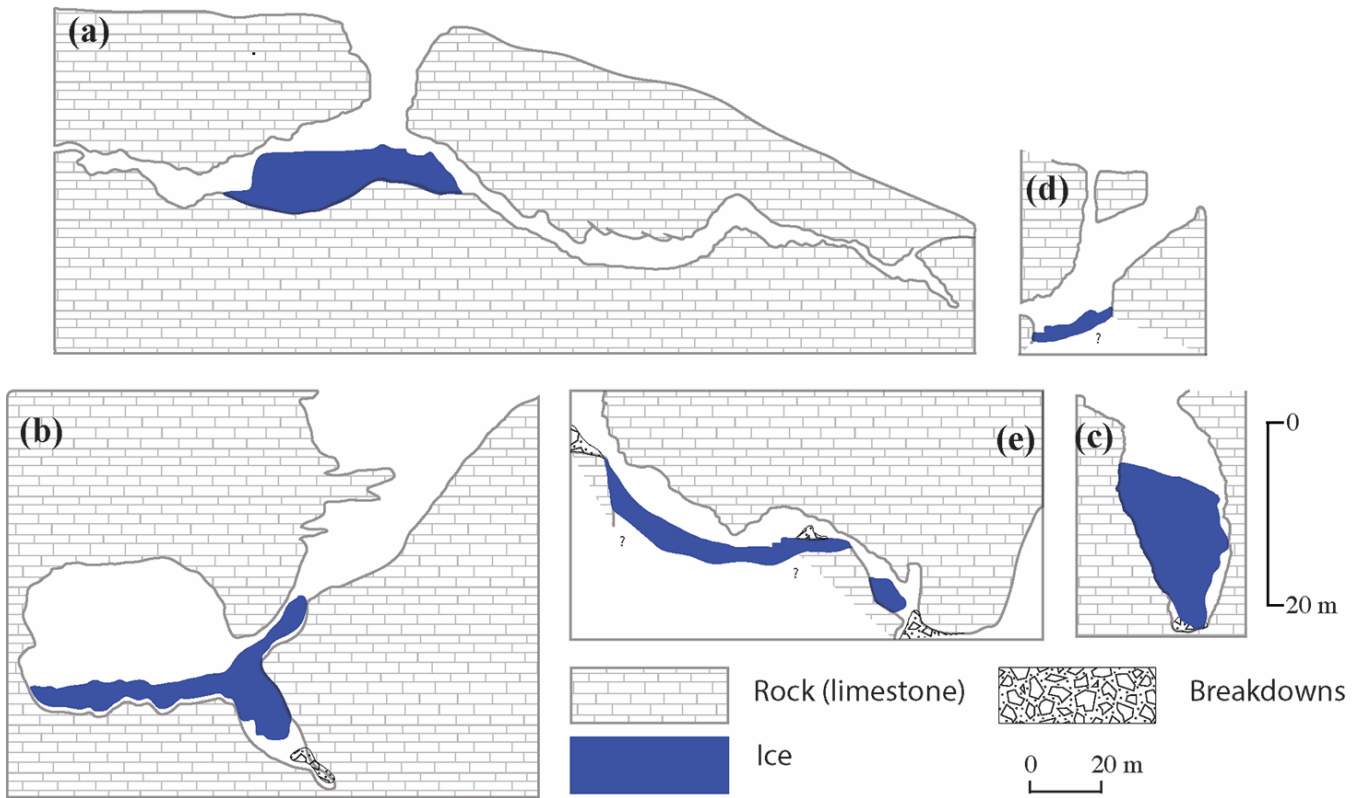 (a)
(d)
?
(b)
(e)
(c)
0
20 m
?
?
Rock (limestone)
Breakdowns
Ice
0 20 m